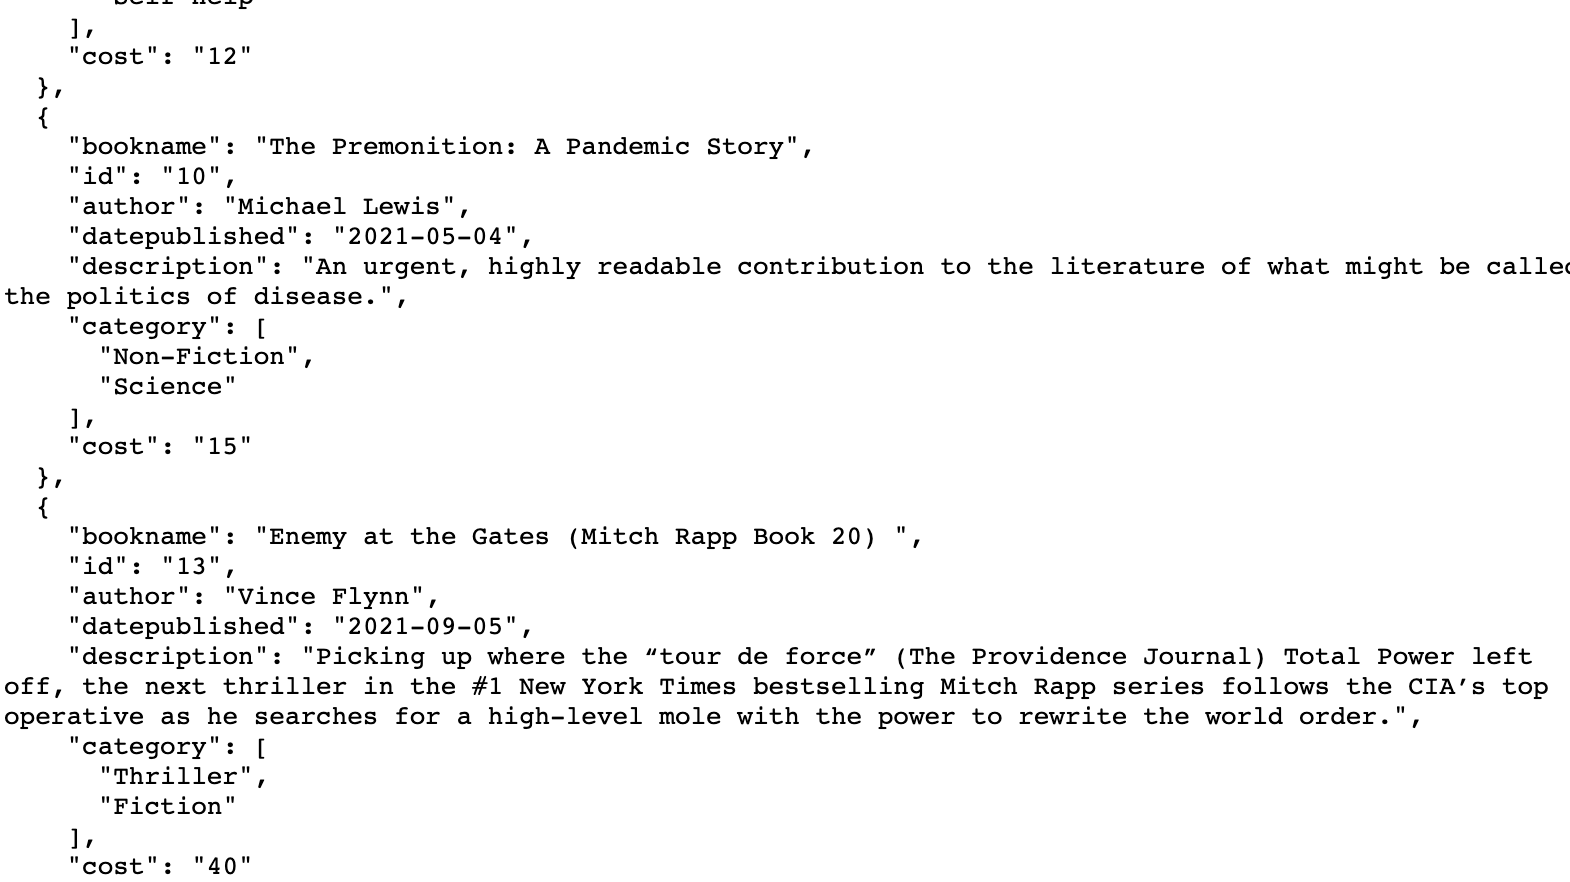 "Self-help"
],
"cost": "12"
},
{
"bookname": "The Premonition: A Pandemic Story",
"id": "10",
"author": "Michael Lewis",
"datepublished": "2021-05-04",
"description": "An urgent, highly readable contribution to the literature of what might be called
the politics of disease.",
"category": [
"Non-Fiction",
"Science"
],
"cost": "15"
},
{
"bookname": "Enemy at the Gates (Mitch Rapp Book 20) ",
"id": "13",
"author": "Vince Flynn",
"datepublished": "2021-09-05",
"description": "Picking up where the “tour de force” (The Providence Journal) Total Power left
off, the next thriller in the #1 New York Times bestselling Mitch Rapp series follows the CIA’s top
operative as he searches for a high-level mole with the power to rewrite the world order.",
"category": [
"Thriller",
"Fiction"
],
"cost": "40"